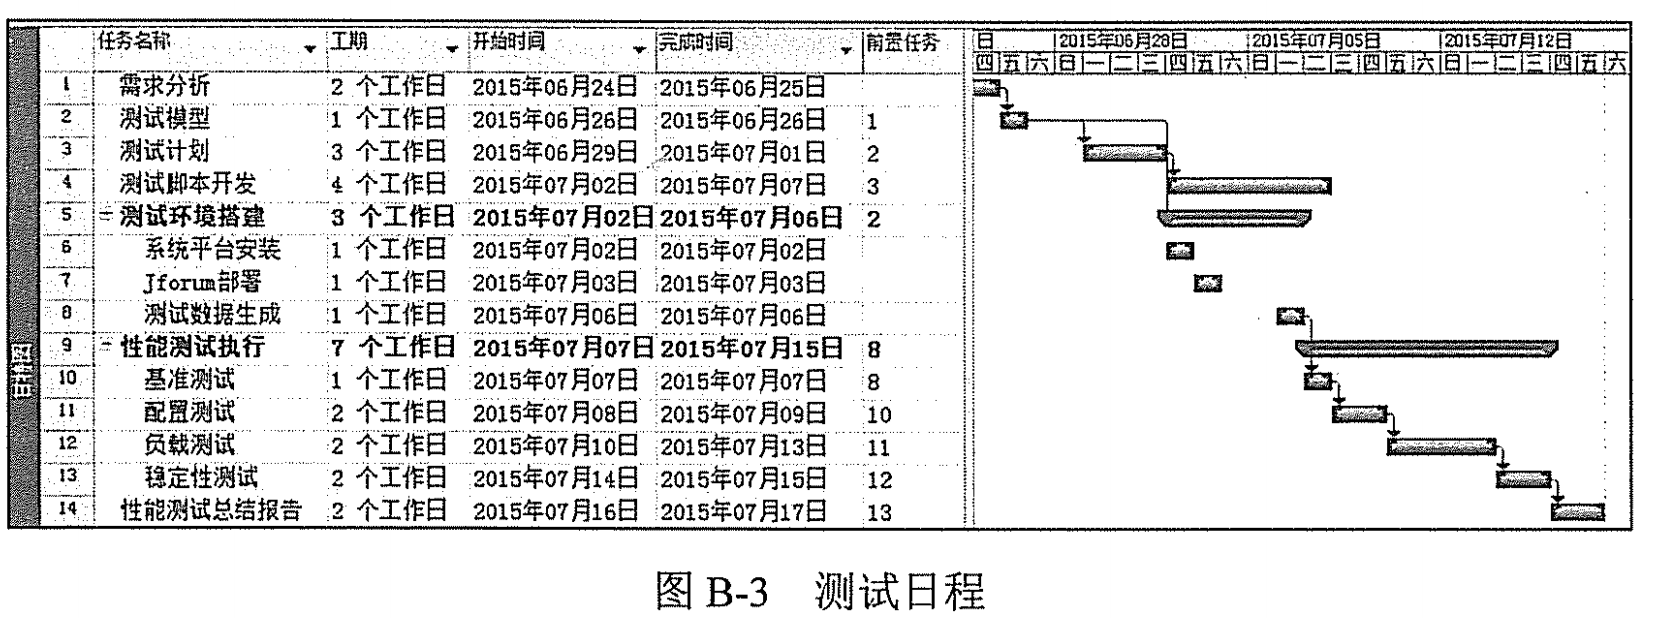 任务名称 工期 开始时间 完成时间 前置任务 日 2015年06月28日 2015年07月05日 2015年07月12日
四 五 六 日 一 二 三 四 五 六 日 一 二 三 四 五 六 日 一 二 三 四 五 六
1 需求分析 2 个工作日 2015年06月24日 2015年06月25日
2 测试模型 1 个工作日 2015年06月26日 2015年06月26日 1
3 测试计划 3 个工作日 2015年06月29日 2015年07月01日 2
4 测试脚本开发 4 个工作日 2015年07月02日 2015年07月07日 3
5 测试环境搭建 3 个工作日 2015年07月02日 2015年07月06日 2
6 系统平台安装 1 个工作日 2015年07月02日 2015年07月02日
7 Jforum部署 1 个工作日 2015年07月03日 2015年07月03日
8 测试数据生成 1 个工作日 2015年07月06日 2015年07月06日
9 性能测试执行 7 个工作日 2015年07月07日 2015年07月15日 8
10 基准测试 1 个工作日 2015年07月07日 2015年07月07日 8
11 配置测试 2 个工作日 2015年07月08日 2015年07月09日 10
12 负载测试 2 个工作日 2015年07月10日 2015年07月13日 11
13 稳定性测试 2 个工作日 2015年07月14日 2015年07月15日 12
14 性能测试总结报告 2 个工作日 2015年07月16日 2015年07月17日 13
图 B-3 测试日程